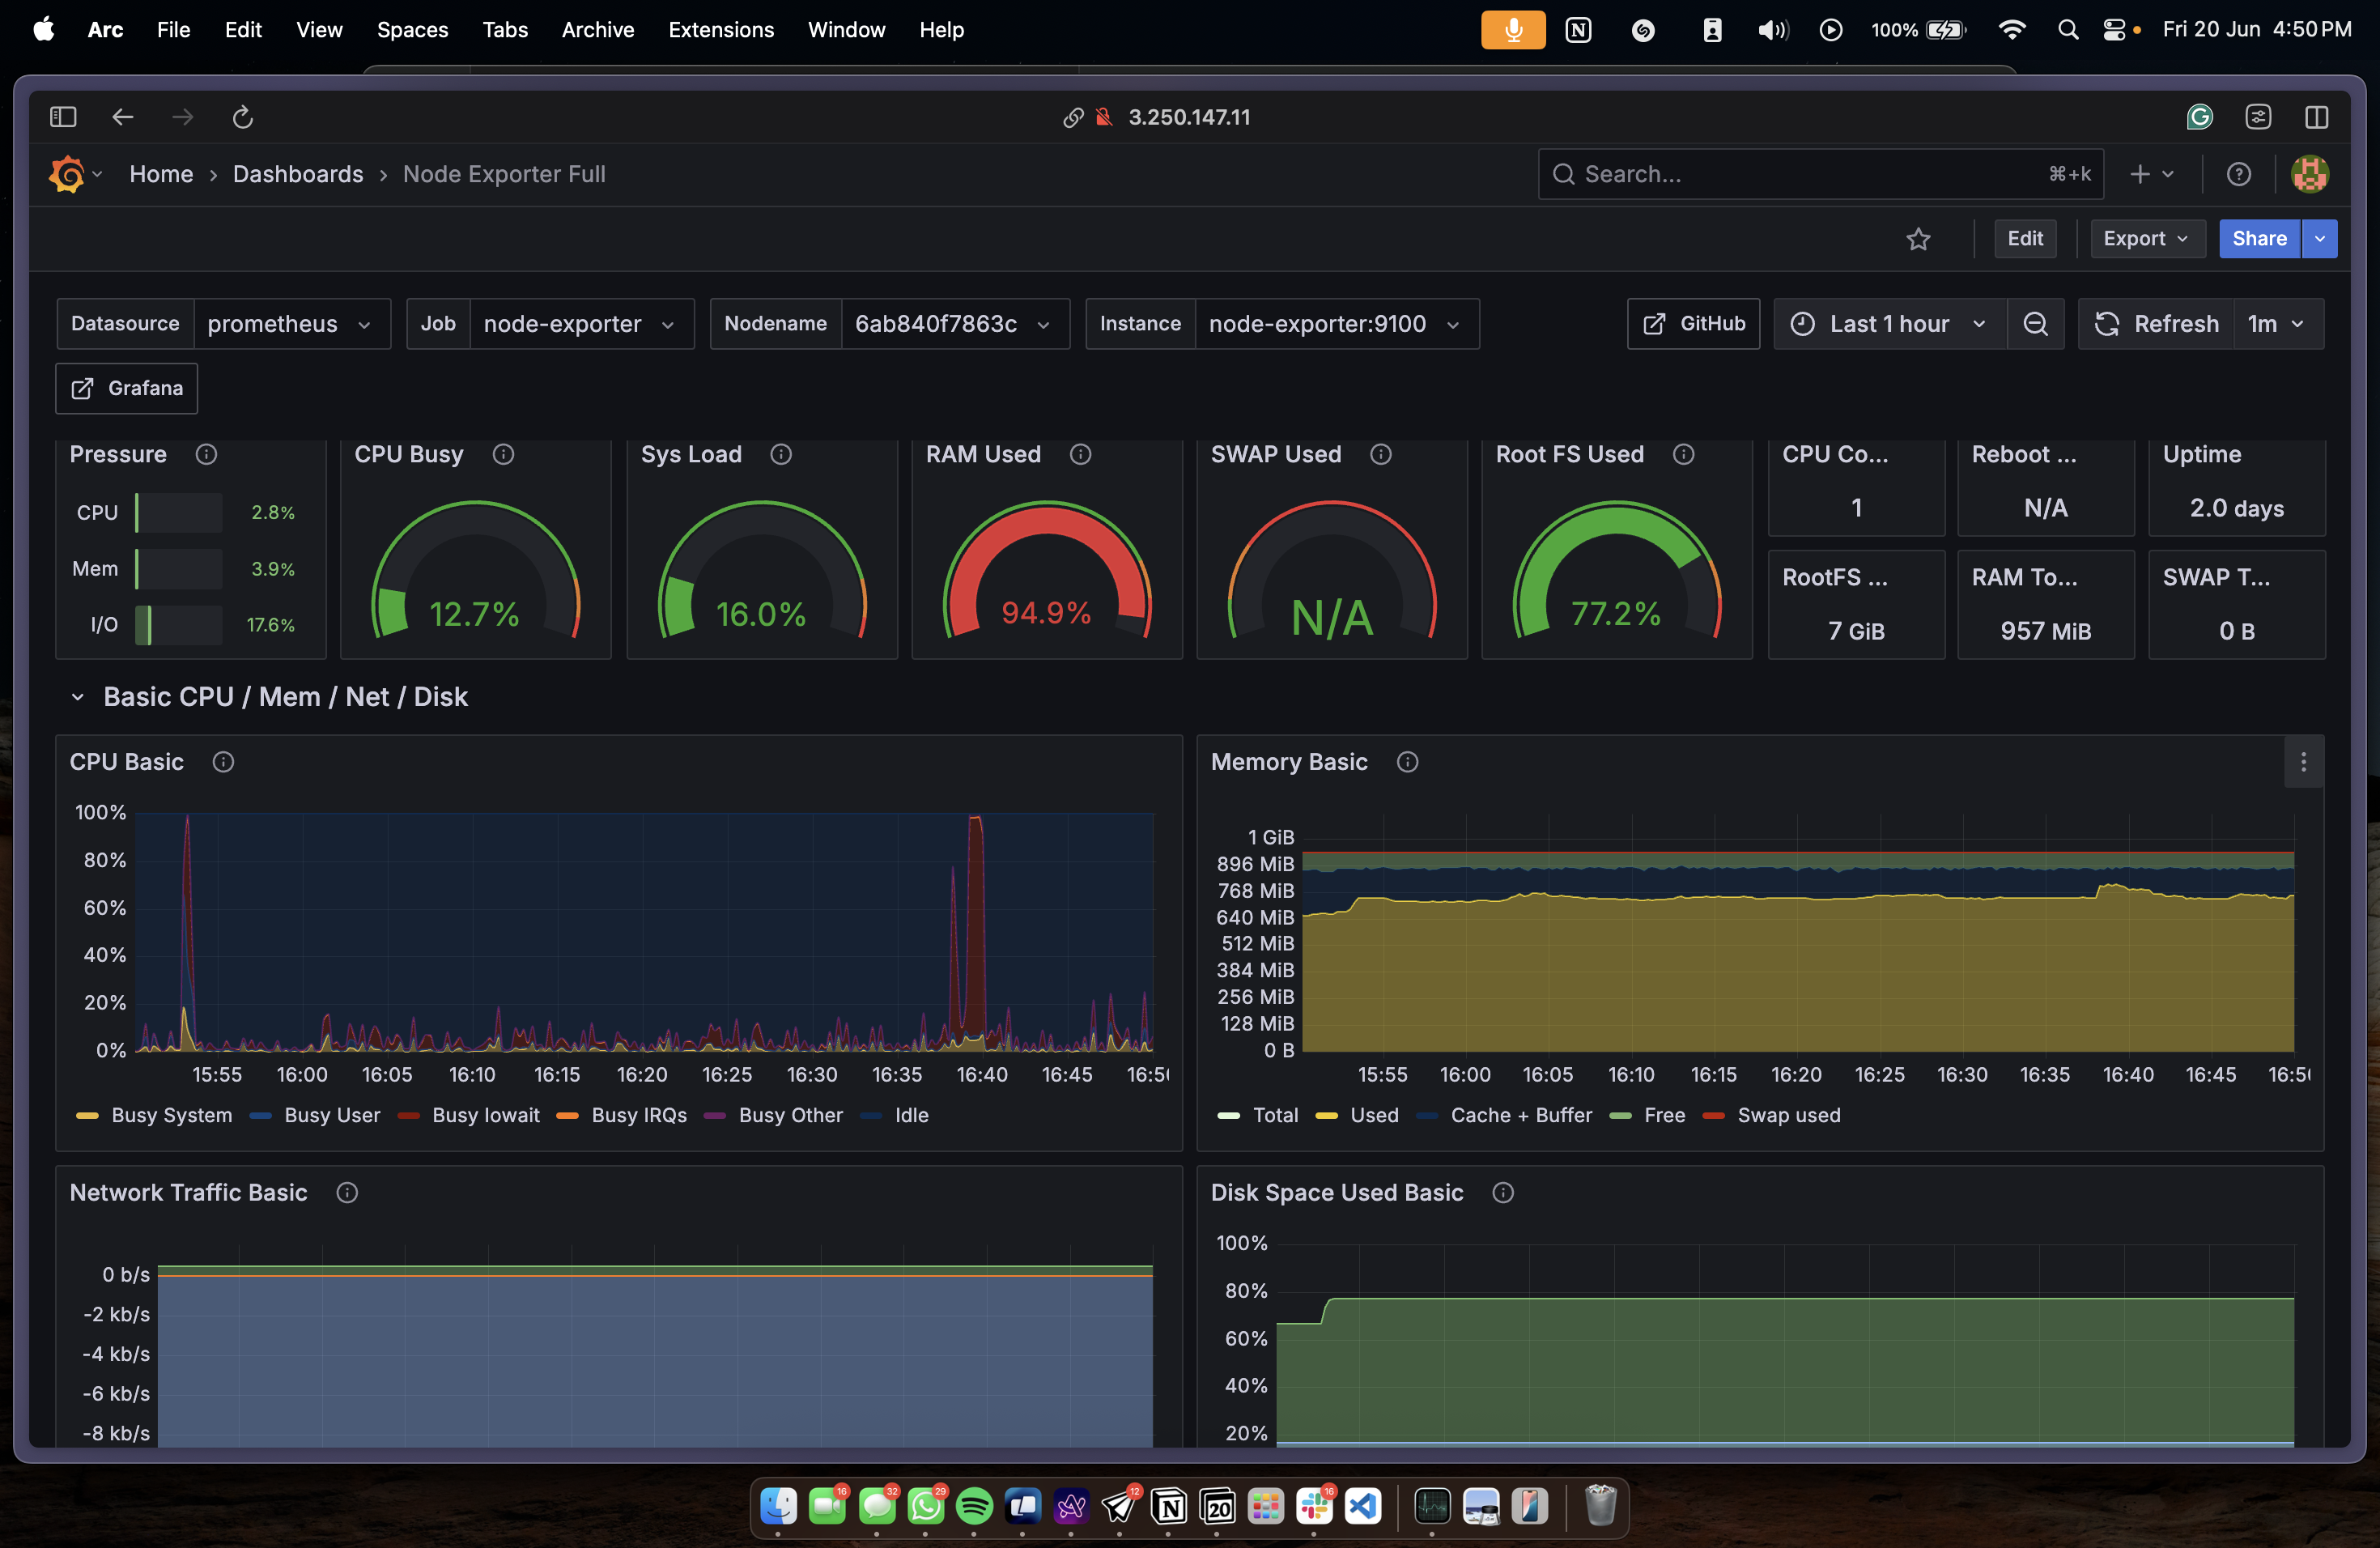 Arc File Edit View Spaces Tabs Archive Extensions Window Help 100% Fri 20 Jun 4:50 PM
3.250.147.11
Home › Dashboards › Node Exporter Full Search... ⌘+k
Edit Export Share
Datasource prometheus Job node-exporter Nodename 6ab840f7863c Instance node-exporter:9100 GitHub Last 1 hour Refresh 1m
Grafana
Pressure CPU Busy Sys Load RAM Used SWAP Used Root FS Used CPU Co... Reboot ... Uptime
CPU 2.8%
1 N/A 2.0 days
Mem 3.9%
RootFS ... RAM To... SWAP T...
I/O 17.6% 12.7% 16.0% 94.9% N/A 77.2%
7 GiB 957 MiB 0 B
Basic CPU / Mem / Net / Disk
CPU Basic
100%
80%
60%
40%
20%
0%
15:55 16:00 16:05 16:10 16:15 16:20 16:25 16:30 16:35 16:40 16:45 16:50
Busy System Busy User Busy Iowait Busy IRQs Busy Other Idle
Memory Basic
1 GiB
896 MiB
768 MiB
640 MiB
512 MiB
384 MiB
256 MiB
128 MiB
0 B
15:55 16:00 16:05 16:10 16:15 16:20 16:25 16:30 16:35 16:40 16:45 16:50
Total Used Cache + Buffer Free Swap used
Network Traffic Basic
0 b/s
-2 kb/s
-4 kb/s
-6 kb/s
-8 kb/s
Disk Space Used Basic
100%
80%
60%
40%
20%
16 32 29 12 N 20 16